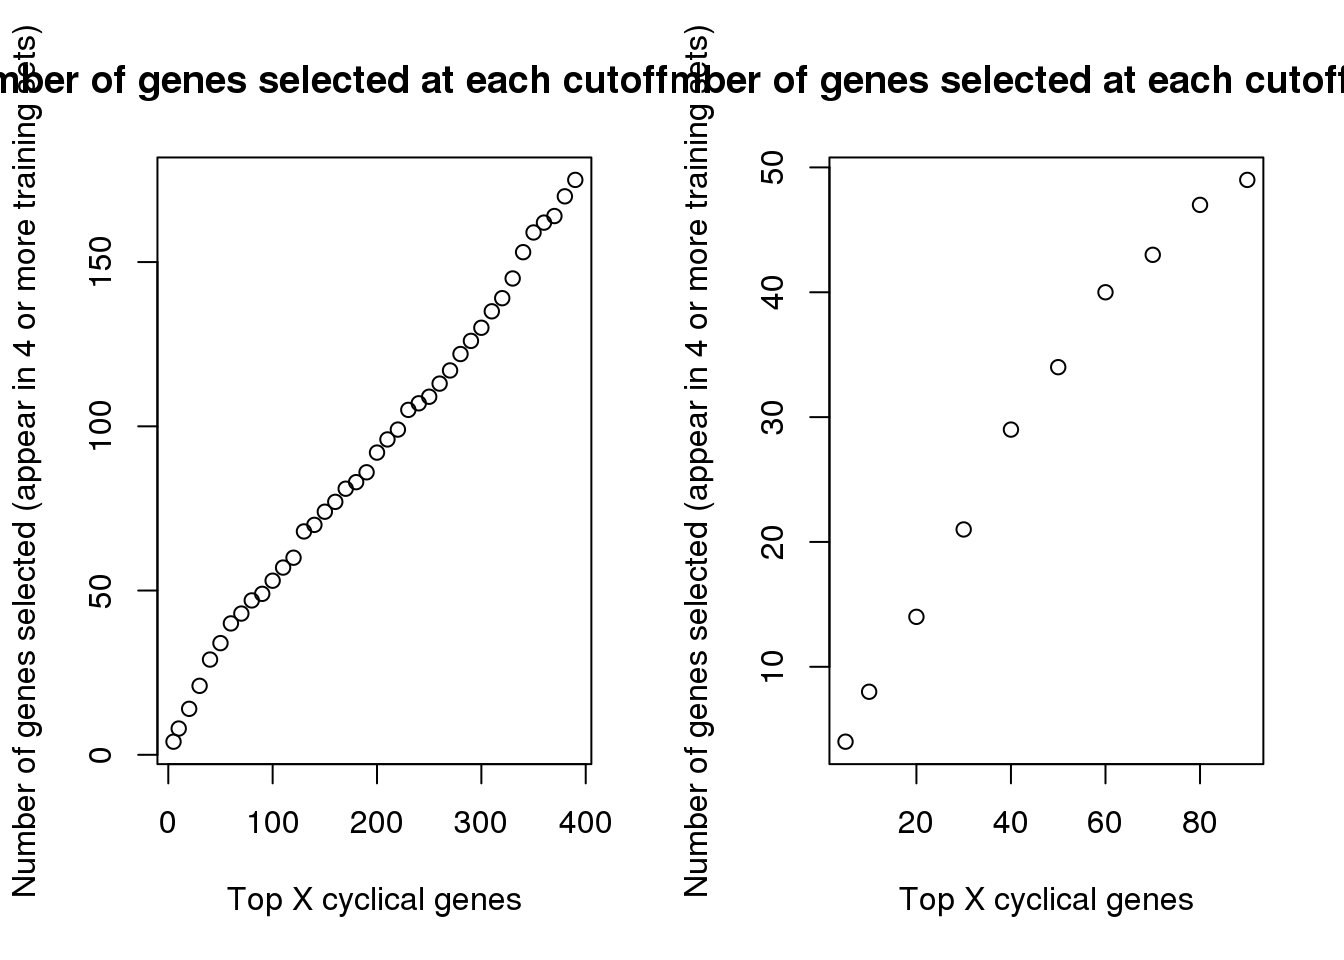 mber of genes selected at each cutoff
Number of genes selected (appear in 4 or more training sets)
150
100
50
0
0 100 200 300 400
Top X cyclical genes
mber of genes selected at each cutoff
Number of genes selected (appear in 4 or more training sets)
50
40
30
20
10
20 40 60 80
Top X cyclical genes